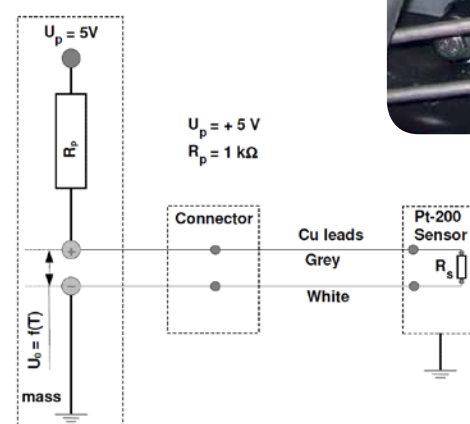 U_p = 5V
R_p
U_p = + 5 V
R_p = 1 kΩ
Connector
Cu leads
Grey
White
Pt-200
Sensor
R_s
+
−
U_0 = f(T)
mass